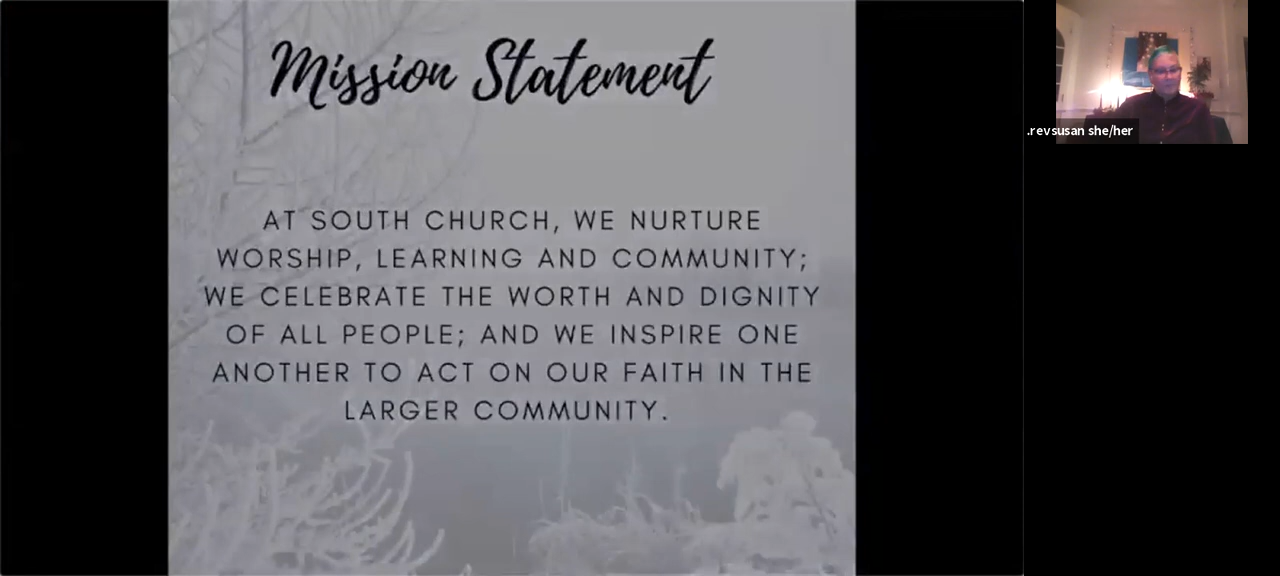 Mission Statement
AT SOUTH CHURCH, WE NURTURE
WORSHIP, LEARNING AND COMMUNITY;
WE CELEBRATE THE WORTH AND DIGNITY
OF ALL PEOPLE; AND WE INSPIRE ONE
ANOTHER TO ACT ON OUR FAITH IN THE
LARGER COMMUNITY.
.revsusan she/her